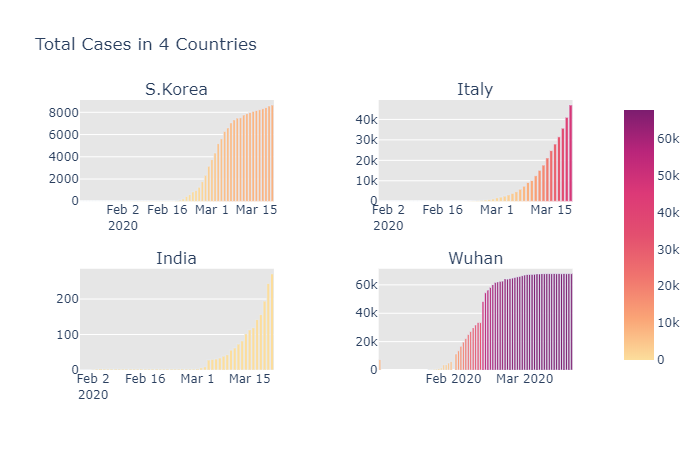 Total Cases in 4 Countries
S.Korea
8000
6000
4000
2000
0
Feb 2 Feb 16 Mar 1 Mar 15
2020
Italy
40k
30k
20k
10k
0
Feb 2 Feb 16 Mar 1 Mar 15
2020
India
200
100
0
Feb 2 Feb 16 Mar 1 Mar 15
2020
Wuhan
60k
40k
20k
0
Feb 2020 Mar 2020
60k
50k
40k
30k
20k
10k
0